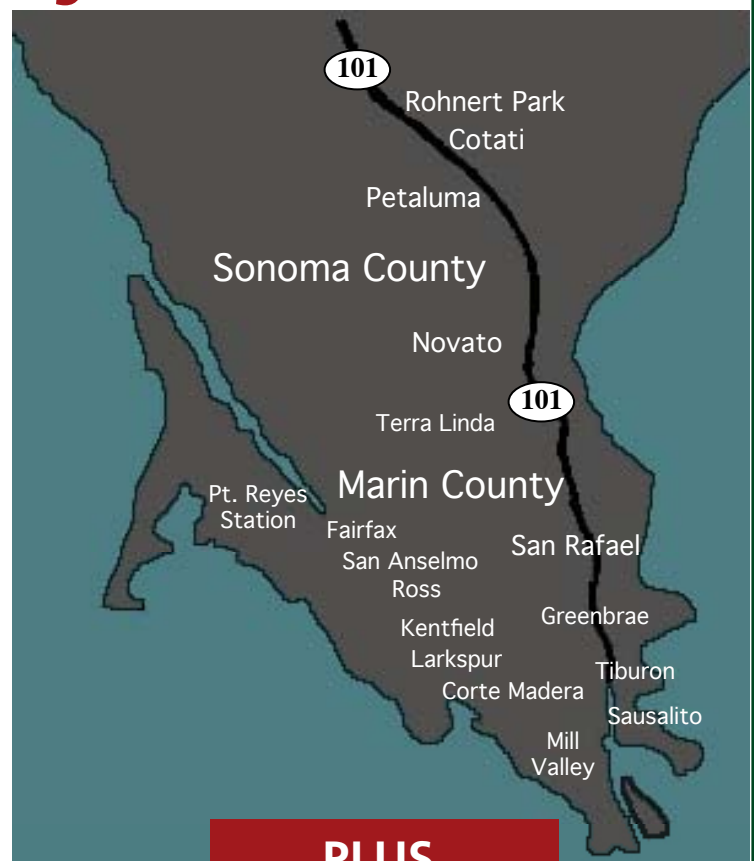 101
Rohnert Park
Cotati
Petaluma
Sonoma County
Novato
101
Terra Linda
Marin County
Pt. Reyes
Station
Fairfax
San Anselmo
Ross
San Rafael
Greenbrae
Kentfield
Larkspur
Tiburon
Corte Madera
Sausalito
Mill
Valley
PLUS